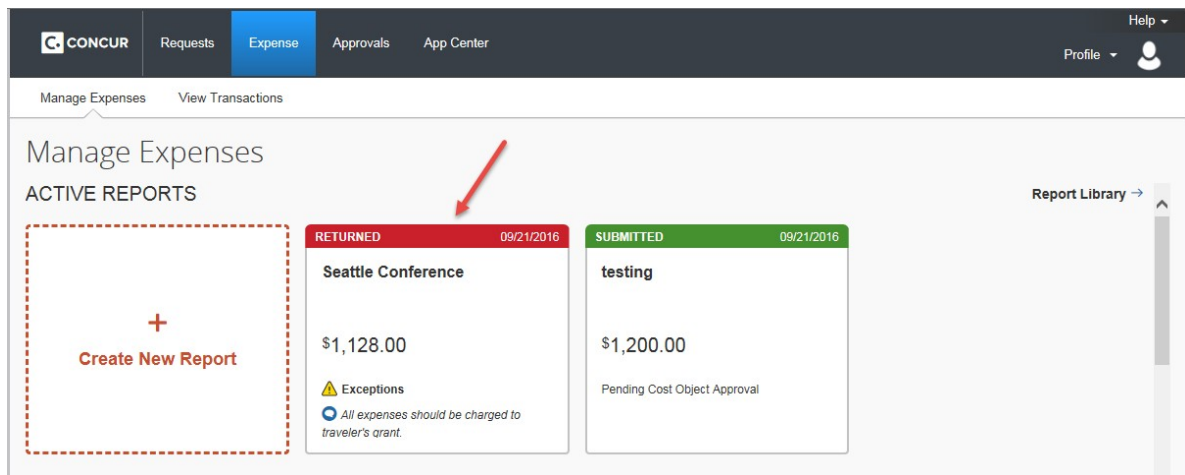 Help
CONCUR Requests Expense Approvals App Center
Profile
Manage Expenses View Transactions
Manage Expenses
ACTIVE REPORTS
Report Library →
RETURNED 09/21/2016
Seattle Conference
$1,128.00
Exceptions
All expenses should be charged to
traveler's grant.
SUBMITTED 09/21/2016
testing
$1,200.00
Pending Cost Object Approval
+
Create New Report